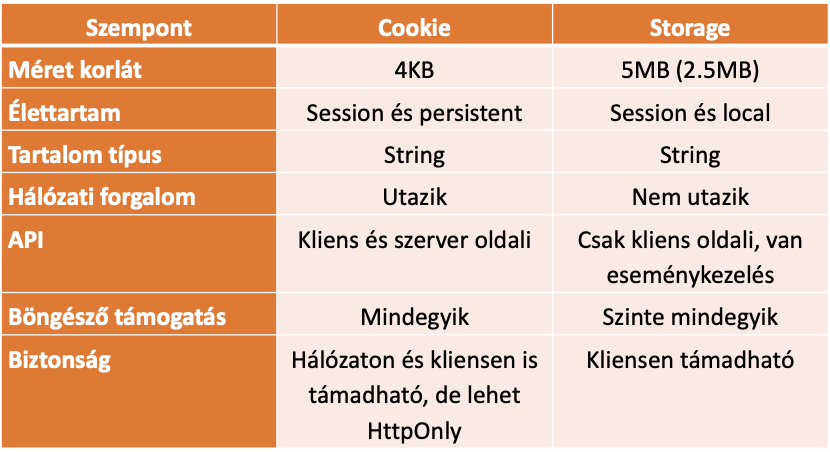 Szempont Cookie Storage
Méret korlát 4KB 5MB (2.5MB)
Élettartam Session és persistent Session és local
Tartalom típus String String
Hálózati forgalom Utazik Nem utazik
API Kliens és szerver oldali Csak kliens oldali, van
eseménykezelés
Böngésző támogatás Mindegyik Szinte mindegyik
Biztonság Hálózaton és kliensen is Kliensen támadható
támadható, de lehet
HttpOnly